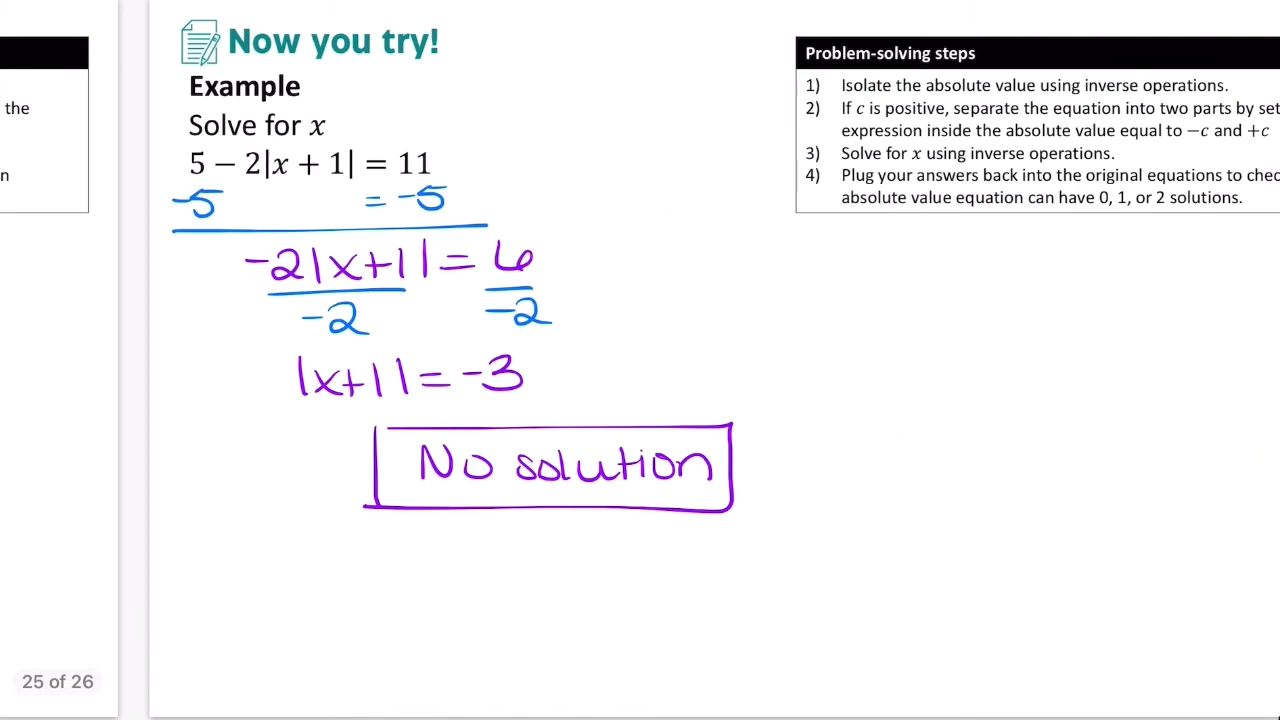 the
n
25 of 26
Now you try!
Example
Solve for x
5 − 2|x + 1| = 11
-5 = -5
-2|x+1| = 6
-2 -2
|x+1| = -3
No solution
Problem-solving steps
1) Isolate the absolute value using inverse operations.
2) If c is positive, separate the equation into two parts by set
expression inside the absolute value equal to −c and +c
3) Solve for x using inverse operations.
4) Plug your answers back into the original equations to chec
absolute value equation can have 0, 1, or 2 solutions.